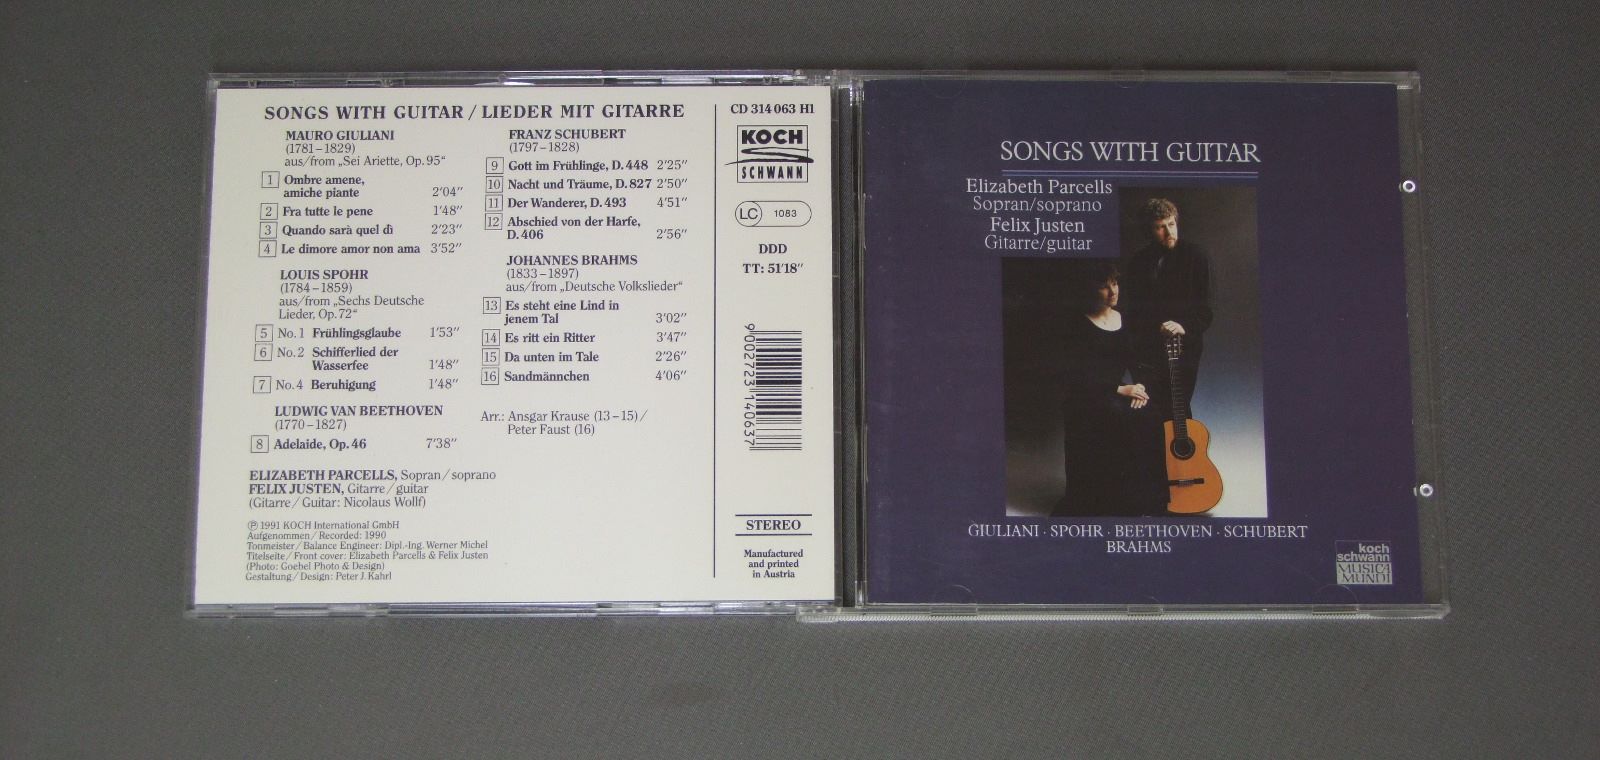 SONGS WITH GUITAR / LIEDER MIT GITARRE
MAURO GIULIANI
(1781–1829)
aus/from „Sei Ariette, Op. 95“
1 Ombre amene,
amiche piante 2′04″
2 Fra tutte le pene 1′48″
3 Quando sarà quel dì 2′23″
4 Le dimore amor non ama 3′52″
LOUIS SPOHR
(1784–1859)
aus/from „Sechs Deutsche
Lieder, Op. 72“
5 No. 1 Frühlingsglaube 1′53″
6 No. 2 Schifferlied der
Wasserfee 1′48″
7 No. 4 Beruhigung 1′48″
LUDWIG VAN BEETHOVEN
(1770–1827)
8 Adelaide, Op. 46 7′38″
FRANZ SCHUBERT
(1797–1828)
9 Gott im Frühlinge, D. 448 2′25″
10 Nacht und Träume, D. 827 2′50″
11 Der Wanderer, D. 493 4′51″
12 Abschied von der Harfe,
D. 406 2′56″
JOHANNES BRAHMS
(1833–1897)
aus/from „Deutsche Volkslieder“
13 Es steht eine Lind in
jenem Tal 3′02″
14 Es ritt ein Ritter 3′47″
15 Da unten im Tale 2′26″
16 Sandmännchen 4′06″
Arr.: Ansgar Krause (13–15)/
Peter Faust (16)
ELIZABETH PARCELLS, Sopran/soprano
FELIX JUSTEN, Gitarre/guitar
(Gitarre/Guitar: Nicolaus Wollf)
℗ 1991 KOCH International GmbH
Aufgenommen/Recorded: 1990
Tonmeister/Balance Engineer: Dipl.-Ing. Werner Michel
Titelseite/Front cover: Elizabeth Parcells & Felix Justen
(Photo: Goebel Photo & Design)
Gestaltung/Design: Peter J. Kahrl
CD 314 063 H1
KOCH
SCHWANN
LC 1083
DDD
TT: 51′18″
9 002723 140637
STEREO
Manufactured
and printed
in Austria
SONGS WITH GUITAR
Elizabeth Parcells
Sopran/soprano
Felix Justen
Gitarre/guitar
GIULIANI · SPOHR · BEETHOVEN · SCHUBERT
BRAHMS
koch
schwann
MUSICA
MUNDI